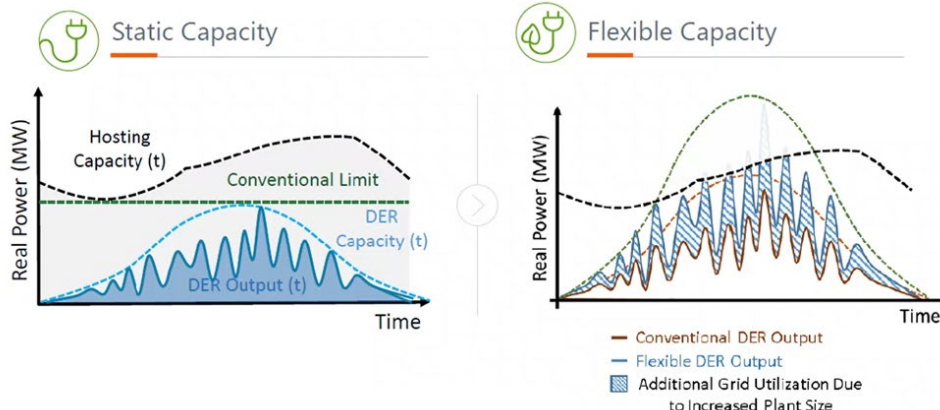 Static Capacity
Real Power (MW)
Hosting
Capacity (t)
Conventional Limit
DER
Capacity (t)
DER Output (t)
Time
Flexible Capacity
Real Power (MW)
Time
Conventional DER Output
Flexible DER Output
Additional Grid Utilization Due
to Increased Plant Size